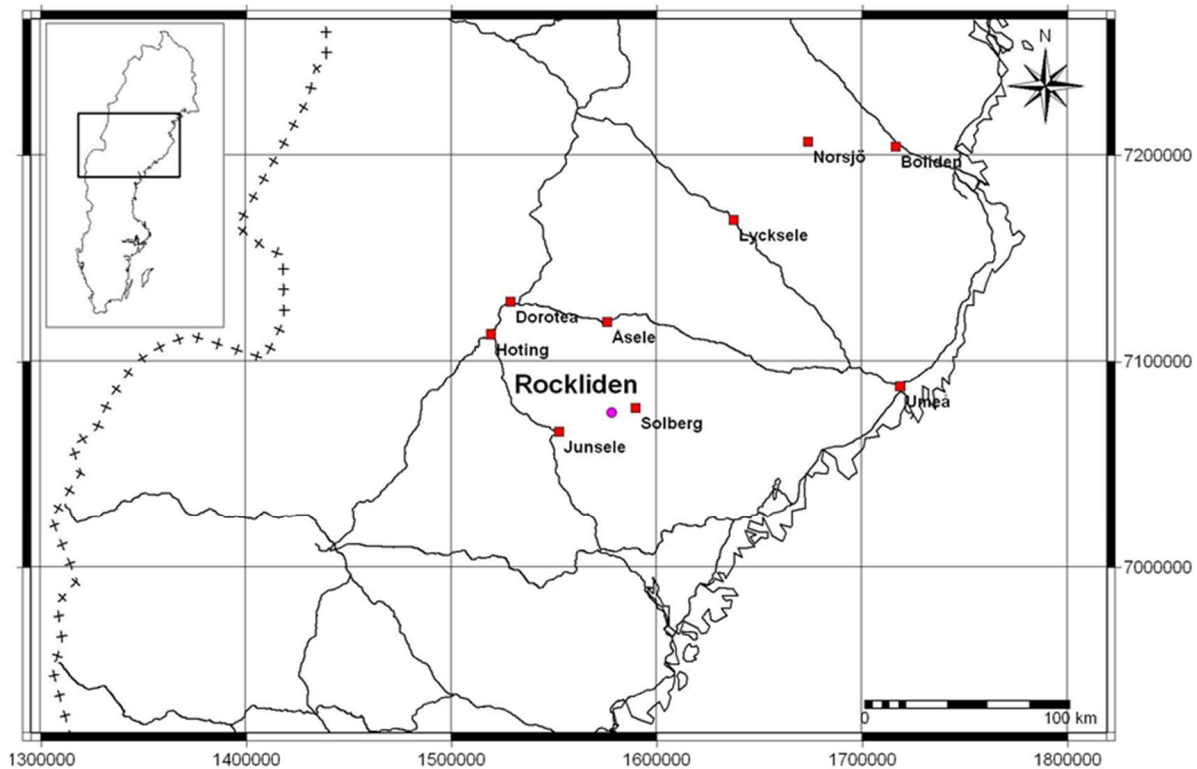 N
Norsjö
Boliden
7200000
Lycksele
Dorotea
Åsele
Hoting
7100000
Rockliden
Umeå
Solberg
Junsele
7000000
0
100 km
1300000
1400000
1500000
1600000
1700000
1800000